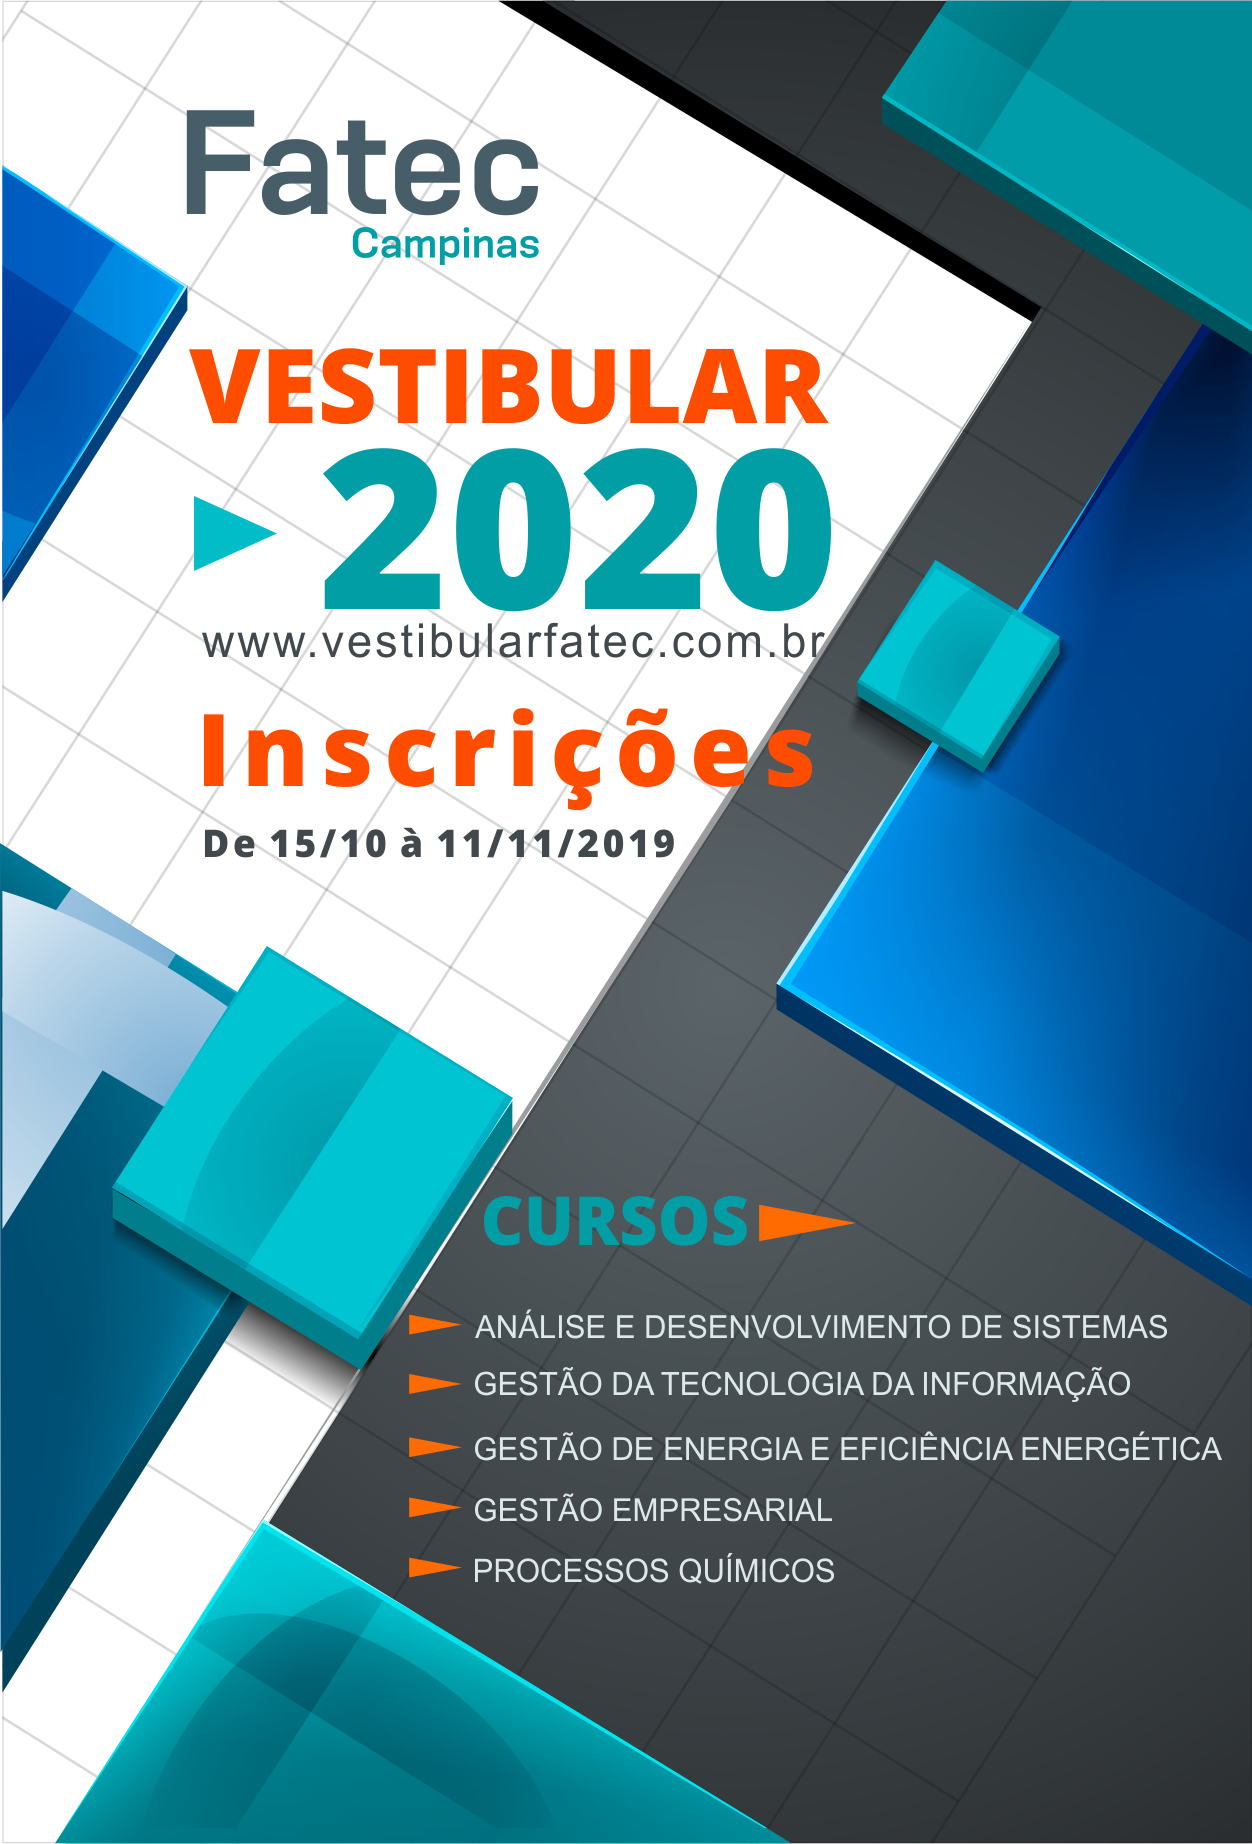 Fatec
Campinas
VESTIBULAR
2020
www.vestibularfatec.com.br
Inscrições
De 15/10 à 11/11/2019
CURSOS
ANÁLISE E DESENVOLVIMENTO DE SISTEMAS
GESTÃO DA TECNOLOGIA DA INFORMAÇÃO
GESTÃO DE ENERGIA E EFICIÊNCIA ENERGÉTICA
GESTÃO EMPRESARIAL
PROCESSOS QUÍMICOS